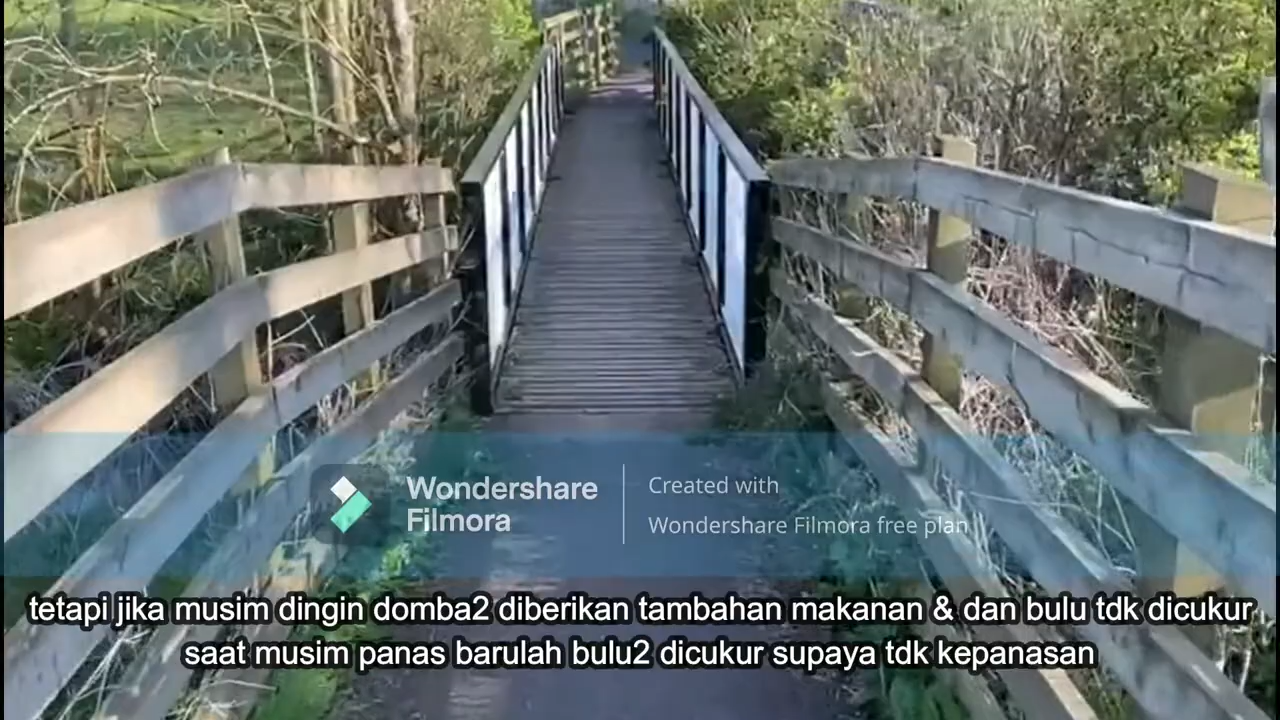 Wondershare
Filmora
Created with
Wondershare Filmora free plan
tetapi jika musim dingin domba2 diberikan tambahan makanan & dan bulu tdk dicukur
saat musim panas barulah bulu2 dicukur supaya tdk kepanasan